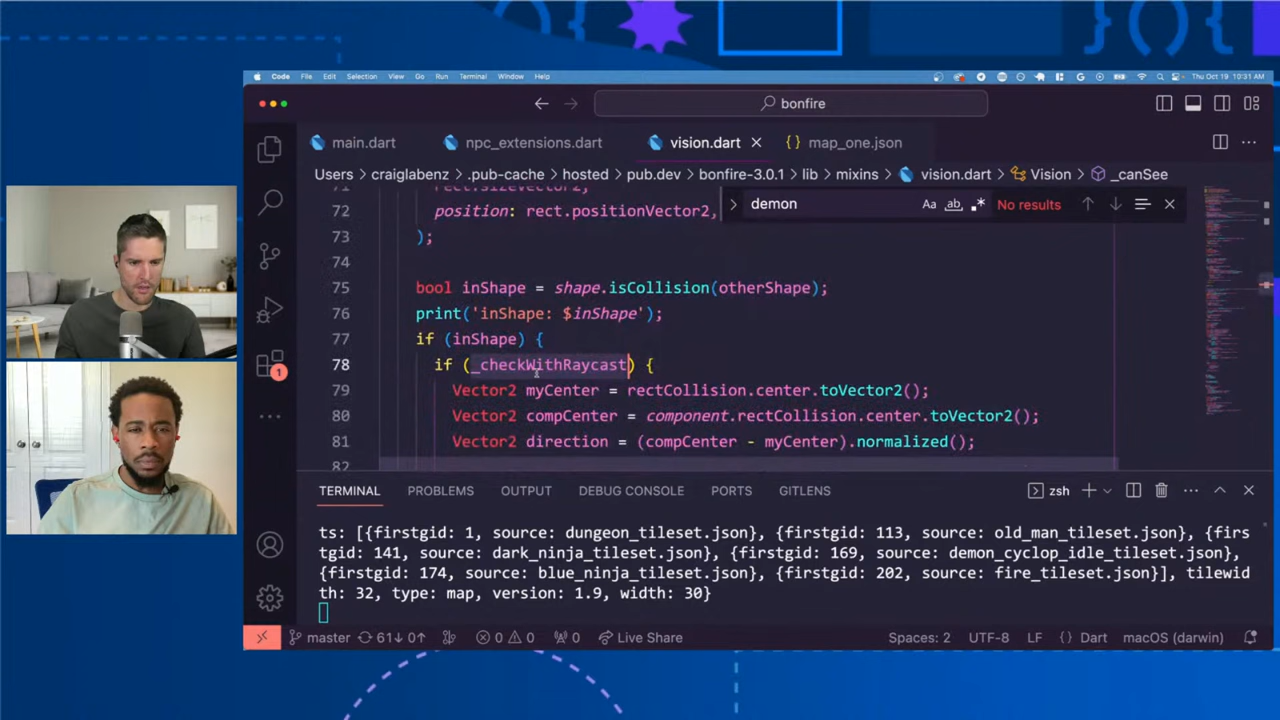 Code File Edit Selection View Go Run Terminal Window Help Thu Oct 19 10:31 AM
bonfire
main.dart npc_extensions.dart vision.dart {} map_one.json
Users > craiglabenz > .pub-cache > hosted > pub.dev > bonfire-3.0.1 > lib > mixins > vision.dart > Vision > _canSee
demon Aa ab No results
71 rect.sizeVector2,
72 position: rect.positionVector2,
73 );
74
75 bool inShape = shape.isCollision(otherShape);
76 print('inShape: $inShape');
77 if (inShape) {
78 if (_checkWithRaycast) {
79 Vector2 myCenter = rectCollision.center.toVector2();
80 Vector2 compCenter = component.rectCollision.center.toVector2();
81 Vector2 direction = (compCenter - myCenter).normalized();
82
1
TERMINAL PROBLEMS OUTPUT DEBUG CONSOLE PORTS GITLENS zsh
ts: [{firstgid: 1, source: dungeon_tileset.json}, {firstgid: 113, source: old_man_tileset.json}, {firs
tgid: 141, source: dark_ninja_tileset.json}, {firstgid: 169, source: demon_cyclop_idle_tileset.json},
{firstgid: 174, source: blue_ninja_tileset.json}, {firstgid: 202, source: fire_tileset.json}], tilewid
th: 32, type: map, version: 1.9, width: 30}
master 61↓ 0↑ 0 0 0 Live Share Spaces: 2 UTF-8 LF {} Dart macOS (darwin)